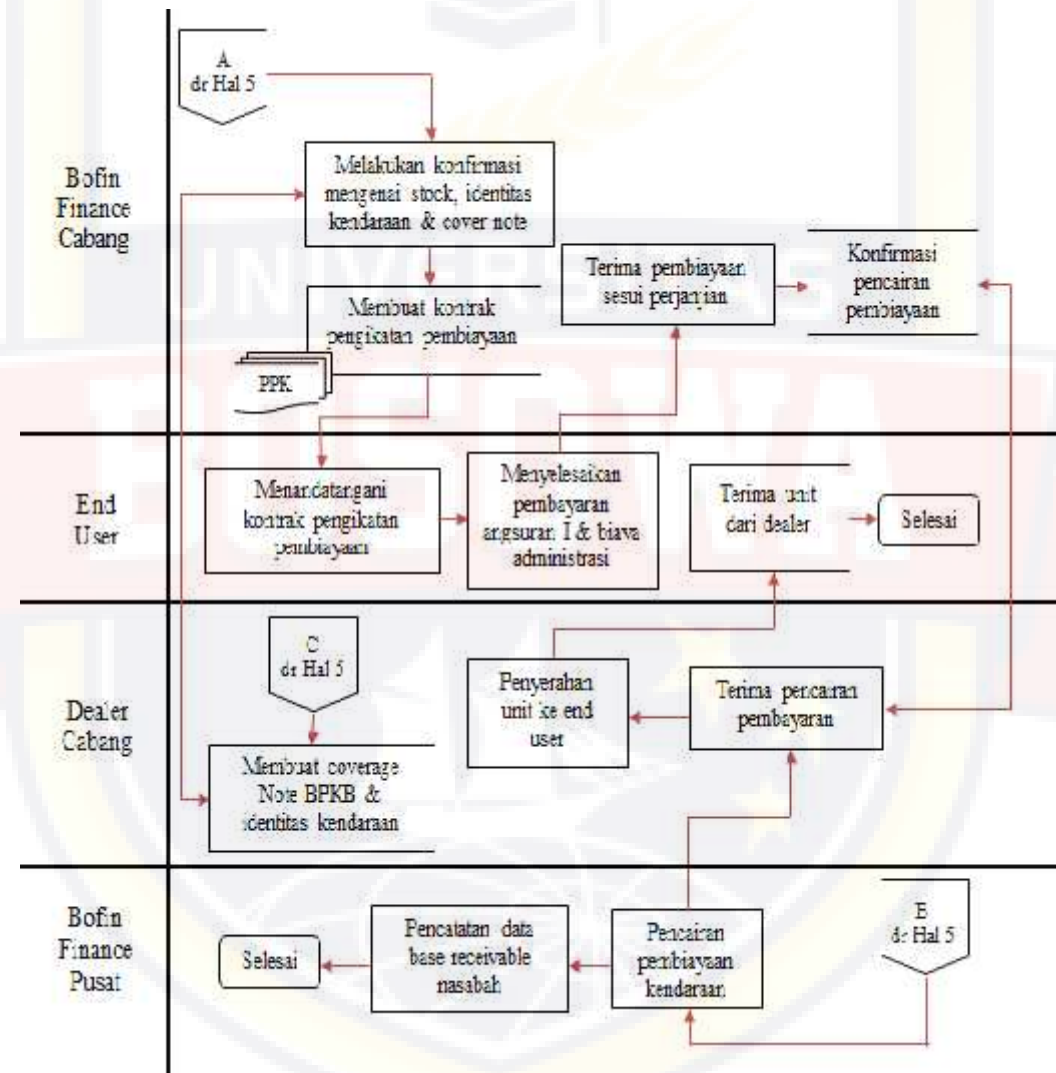 A
dr Hal 5
Bofin
Finance
Cabang
Melakukan konfirmasi
mengenai stock, identitas
kendaraan & cover note
Terima pembiayaan
sesui perjanjian
Konfirmasi
pencairan
pembiayaan
Membuat kontrak
pengikatan pembiayaan
PPK
UNIVERSITAS
BOSOWA
End
User
Menandatangani
kontrak pengikatan
pembiayaan
Menyelesaikan
pembayaran
angsuran I & biaya
administrasi
Terima unit
dari dealer
Selesai
C
dr Hal 5
Dealer
Cabang
Penyerahan
unit ke end
user
Terima pencairan
pembayaran
Membuat coverage
Note BPKB &
identitas kendaraan
Bofin
Finance
Pusat
Selesai
Pencatatan data
base receivable
nasabah
Pencairan
pembiayaan
kendaraan
E
dr Hal 5